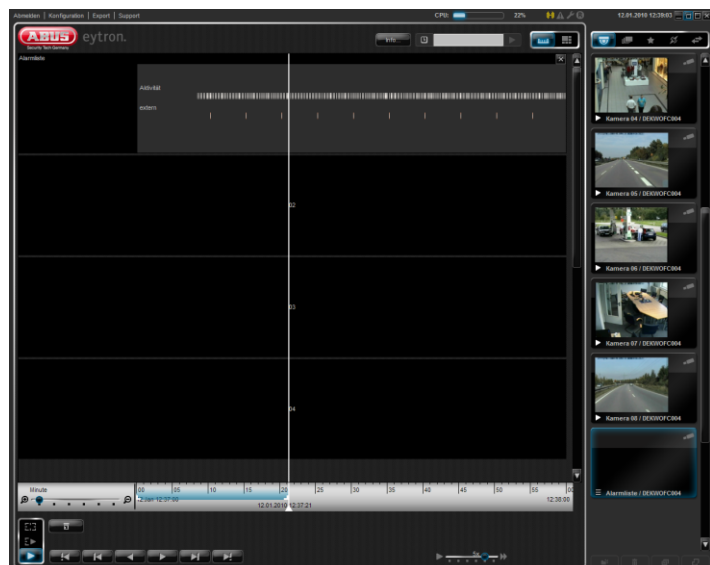 Abmelden | Konfiguration | Export | Support
CPU: 22%
12.01.2010 12:39:03
ABUS
Security Tech Germany
eytron.
Info...
Alarmliste
Aktivität
extern
02
03
04
Kamera 04 / DEKWOFC004
Kamera 05 / DEKWOFC004
Kamera 06 / DEKWOFC004
Kamera 07 / DEKWOFC004
Kamera 08 / DEKWOFC004
Alarmliste / DEKWOFC004
Minute
00 05 10 15 20 25 30 35 40 45 50 55 00
12 Jan 12:37:00
12:38:00
12.01.2010 12:37:21